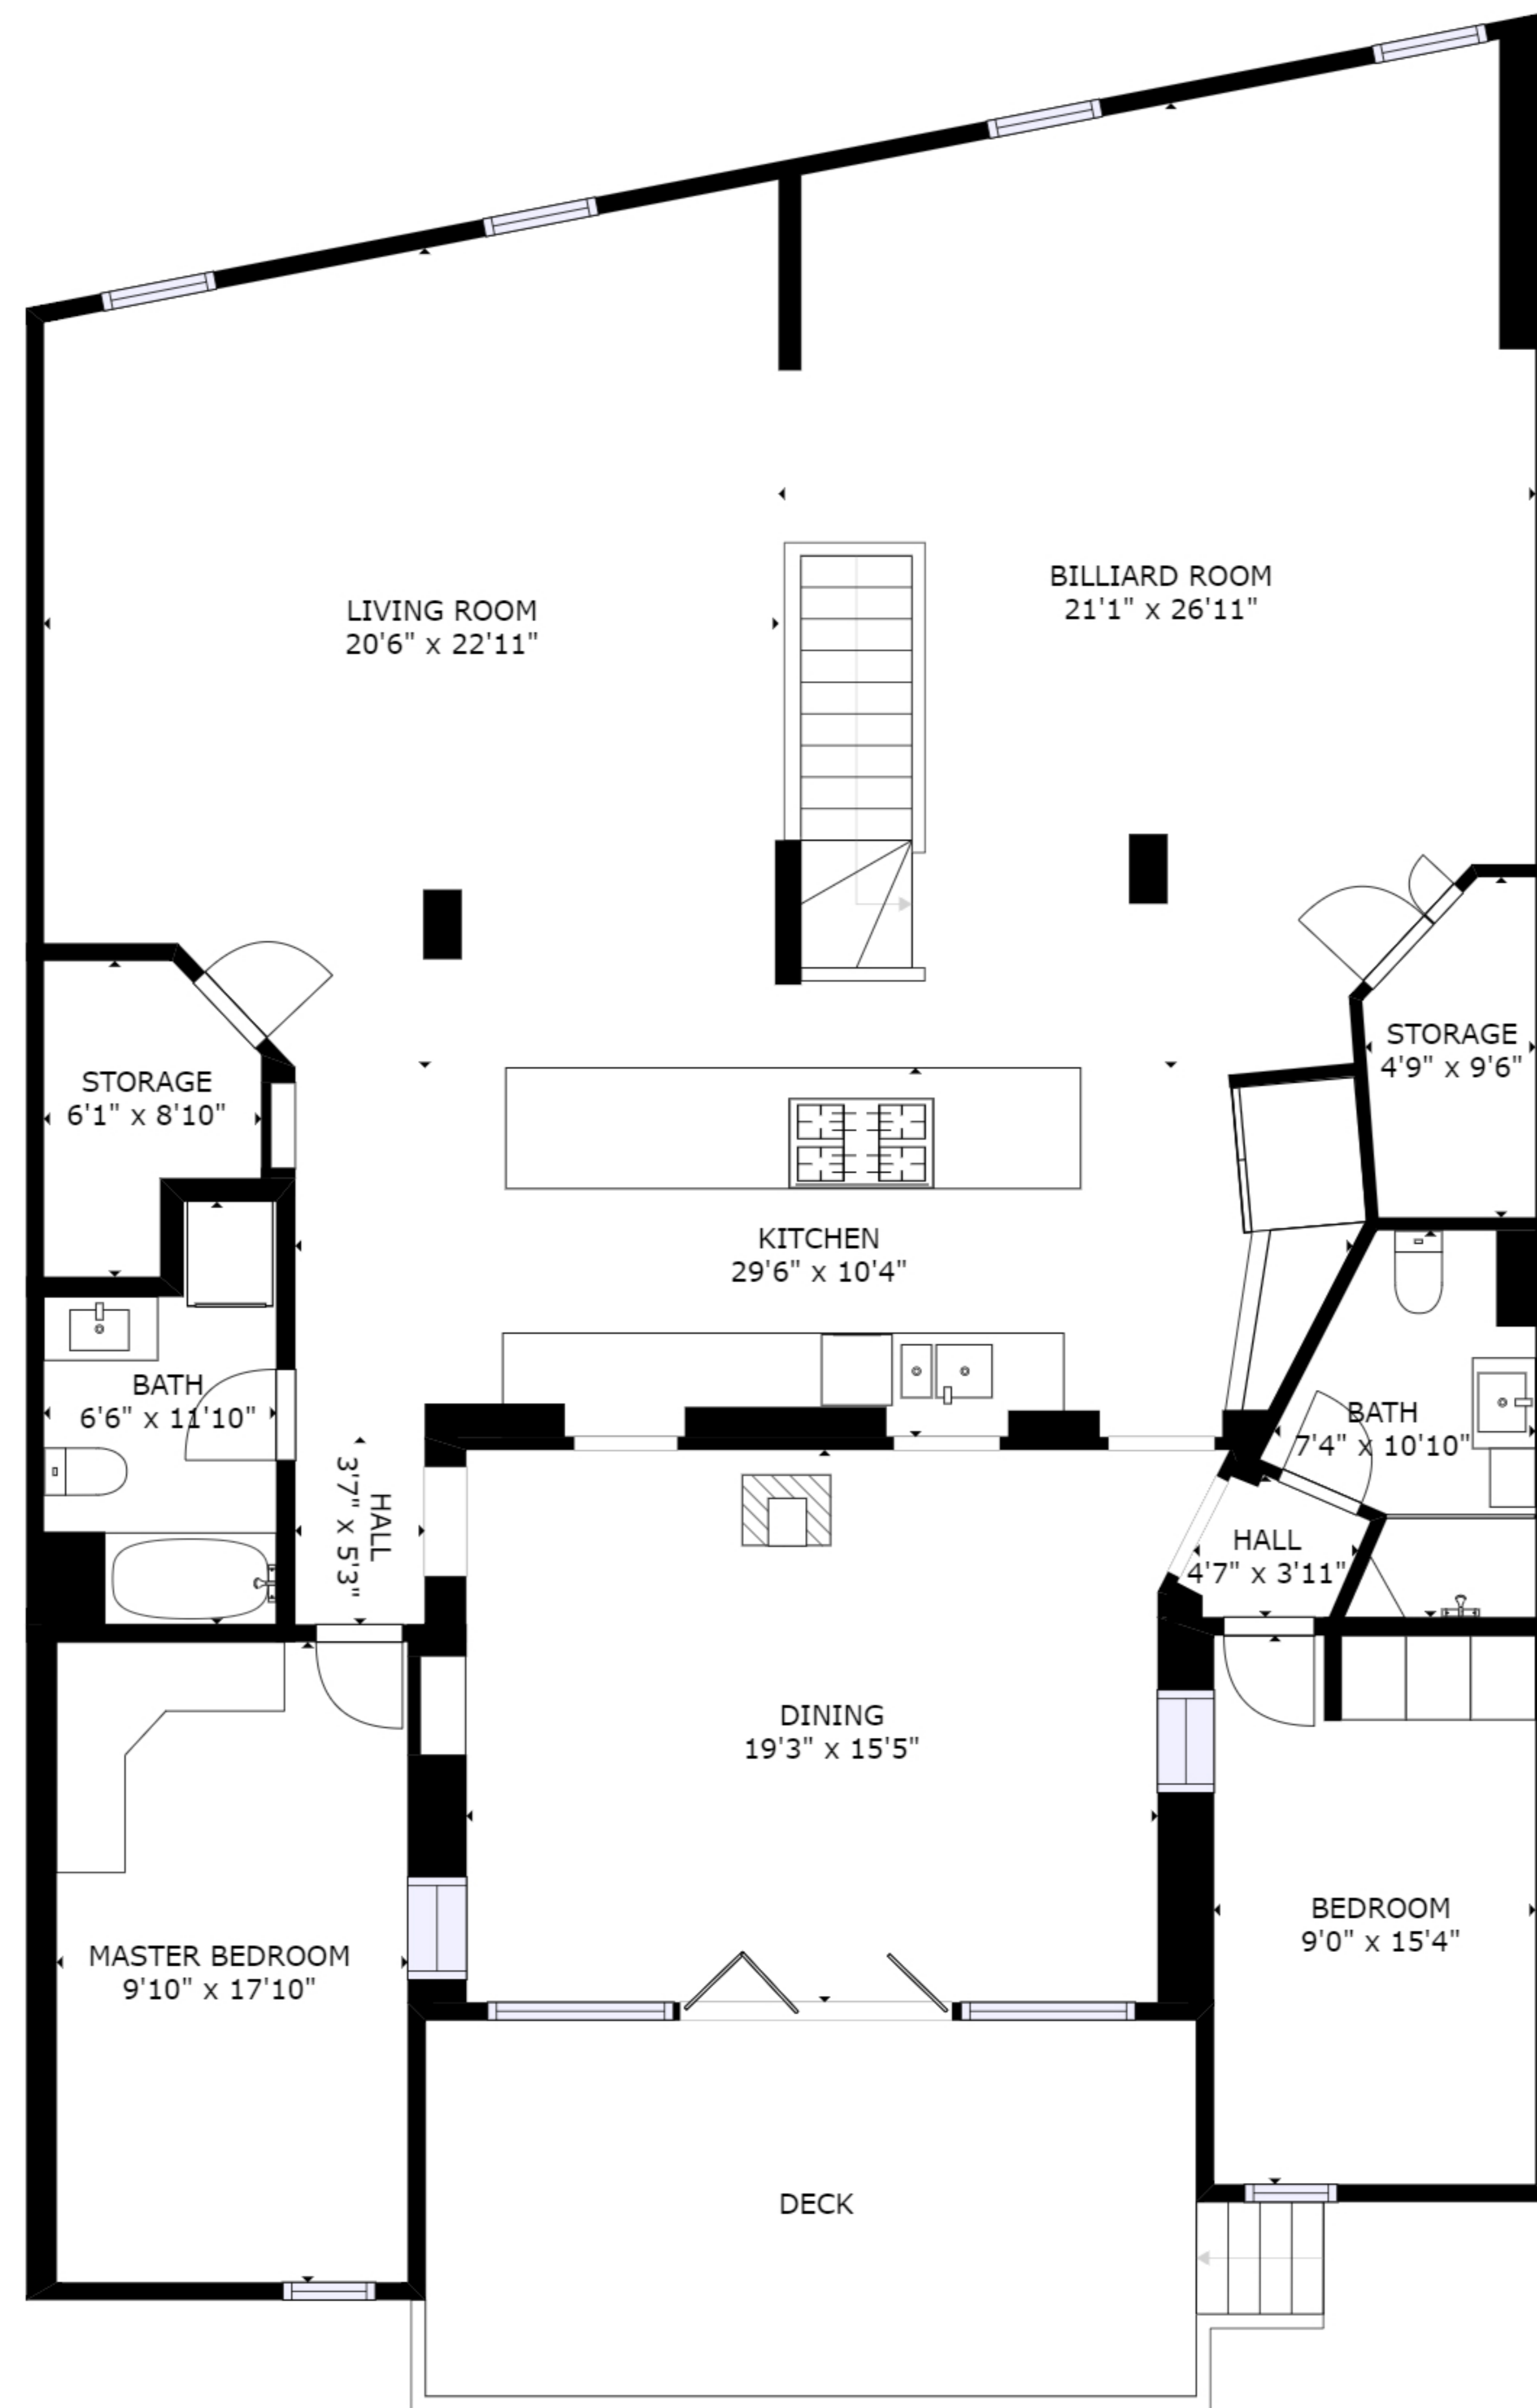 BILLIARD ROOM
21'1" x 26'11"
LIVING ROOM
20'6" x 22'11"
STORAGE
4'9" x 9'6"
STORAGE
6'1" x 8'10"
KITCHEN
29'6" x 10'4"
BATH
6'6" x 11'10"
BATH
7'4" x 10'10"
HALL
3'7" x 5'3"
HALL
4'7" x 3'11"
DINING
19'3" x 15'5"
BEDROOM
9'0" x 15'4"
MASTER BEDROOM
9'10" x 17'10"
DECK